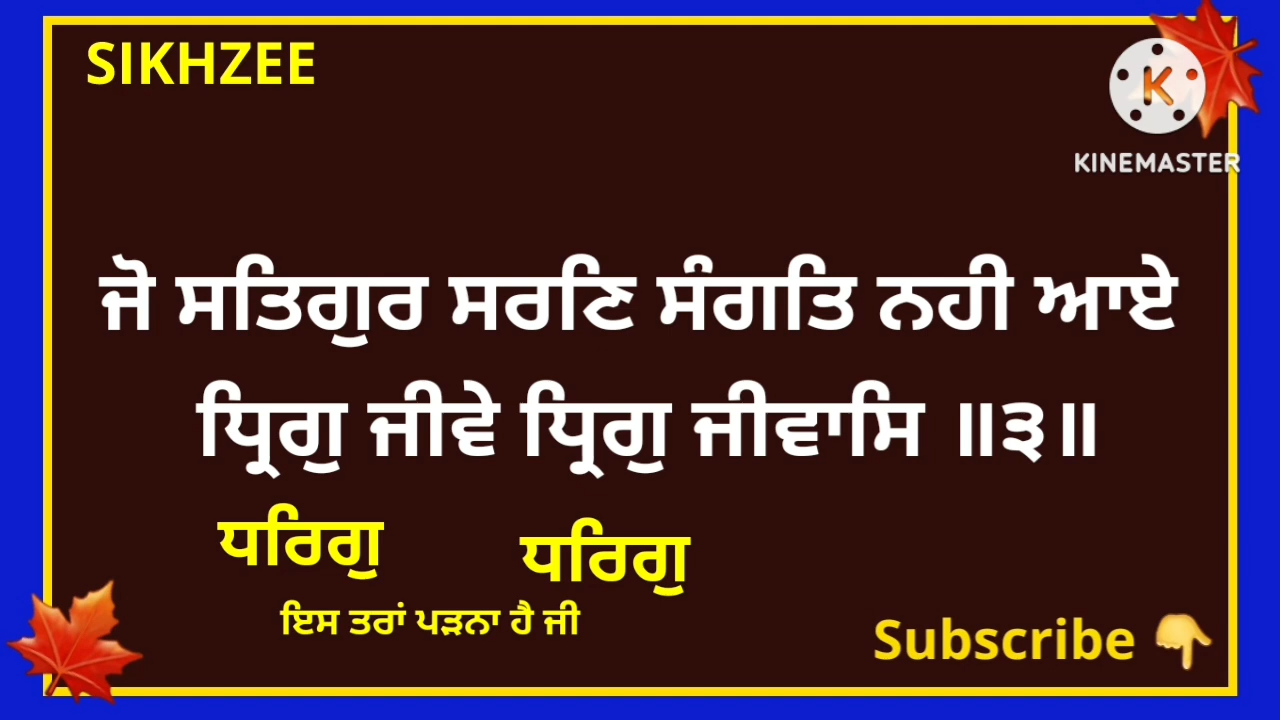 SIKHZEE
KINEMASTER
ਜੋ ਸਤਿਗੁਰ ਸਰਣਿ ਸੰਗਤਿ ਨਹੀ ਆਏ
ਧ੍ਰਿਗੁ ਜੀਵੇ ਧ੍ਰਿਗੁ ਜੀਵਾਸਿ ॥੩॥
ਧਰਿਗੁ ਧਰਿਗੁ
ਇਸ ਤਰਾਂ ਪੜਨਾ ਹੈ ਜੀ
Subscribe 👇